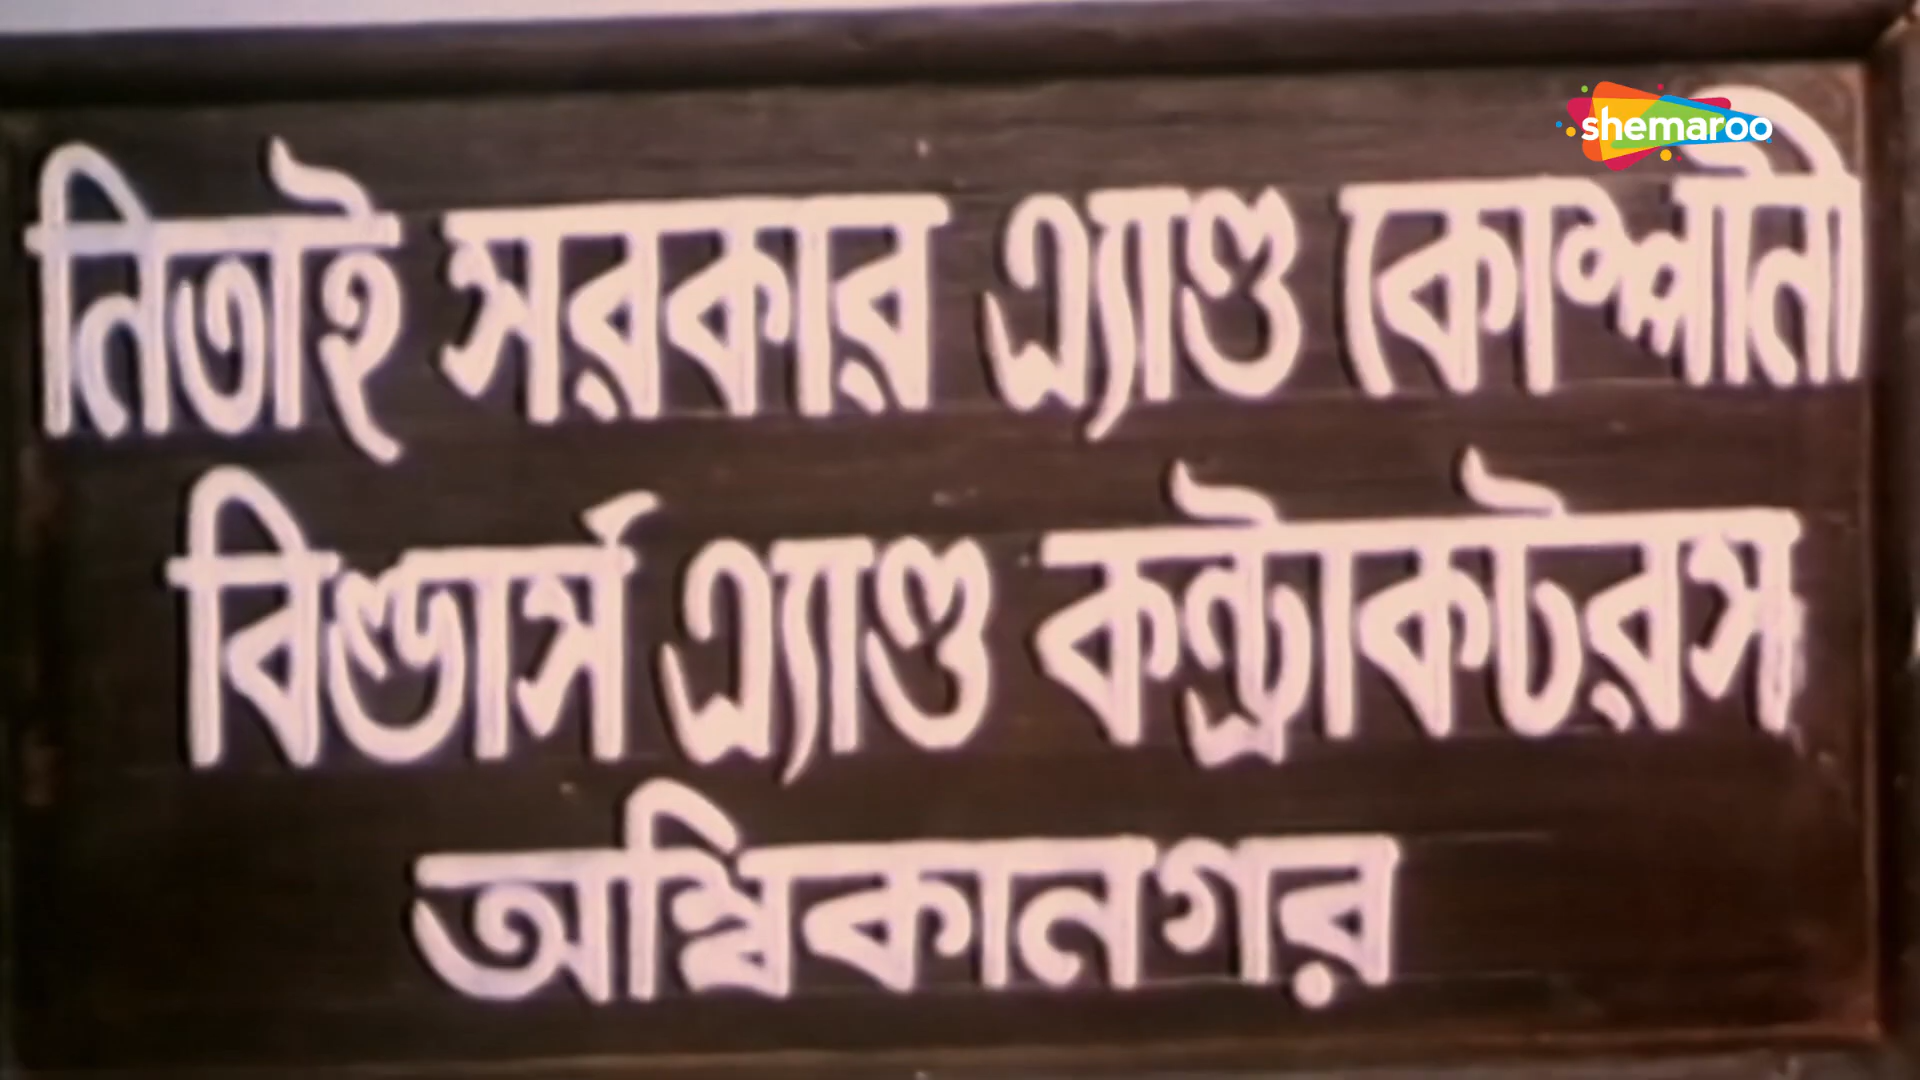 shemaroo
নিতাই সরকার এ্যাণ্ড কোম্পানী
বিল্ডার্স এ্যাণ্ড কন্ট্রাকটরস
অম্বিকানগর